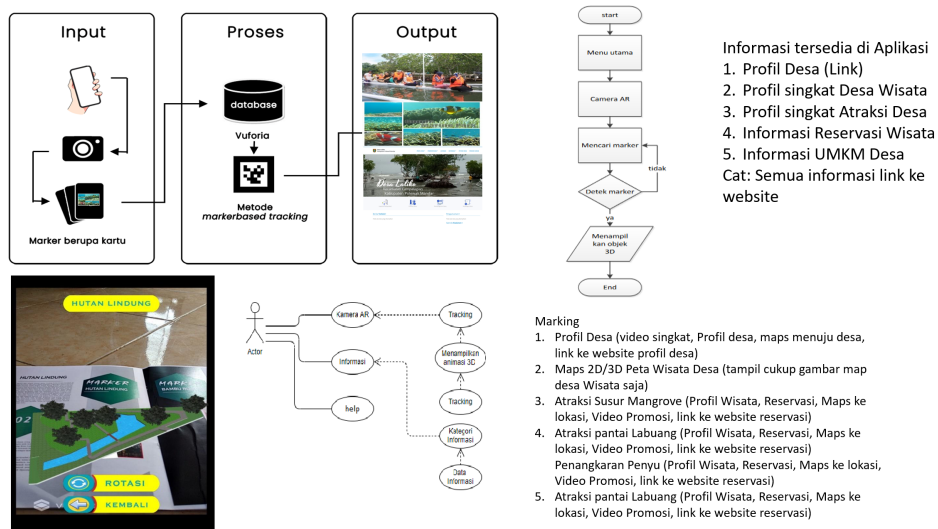 Input
Marker berupa kartu
Proses
database
Vuforia
Metode
markerbased tracking
Output
Desa Laliko
start
Menu utama
Camera AR
Mencari marker
tidak
Detek marker
ya
Menampil
kan objek
3D
End
Informasi tersedia di Aplikasi
1. Profil Desa (Link)
2. Profil singkat Desa Wisata
3. Profil singkat Atraksi Desa
4. Informasi Reservasi Wisata
5. Informasi UMKM Desa
Cat: Semua informasi link ke
website
HUTAN LINDUNG
HUTAN LINDUNG
MARKER
HUTAN LINDUNG
MARKER
ROTASI
KEMBALI
Actor
Kamera AR
Informasi
help
Tracking
Menampilkan
animasi 3D
Tracking
Kategori
Informasi
Data
Informasi
Marking
1. Profil Desa (video singkat, Profil desa, maps menuju desa,
link ke website profil desa)
2. Maps 2D/3D Peta Wisata Desa (tampil cukup gambar map
desa Wisata saja)
3. Atraksi Susur Mangrove (Profil Wisata, Reservasi, Maps ke
lokasi, Video Promosi, link ke website reservasi)
4. Atraksi pantai Labuang (Profil Wisata, Reservasi, Maps ke
lokasi, Video Promosi, link ke website reservasi)
Penangkaran Penyu (Profil Wisata, Reservasi, Maps ke lokasi,
Video Promosi, link ke website reservasi)
5. Atraksi pantai Labuang (Profil Wisata, Reservasi, Maps ke
lokasi, Video Promosi, link ke website reservasi)